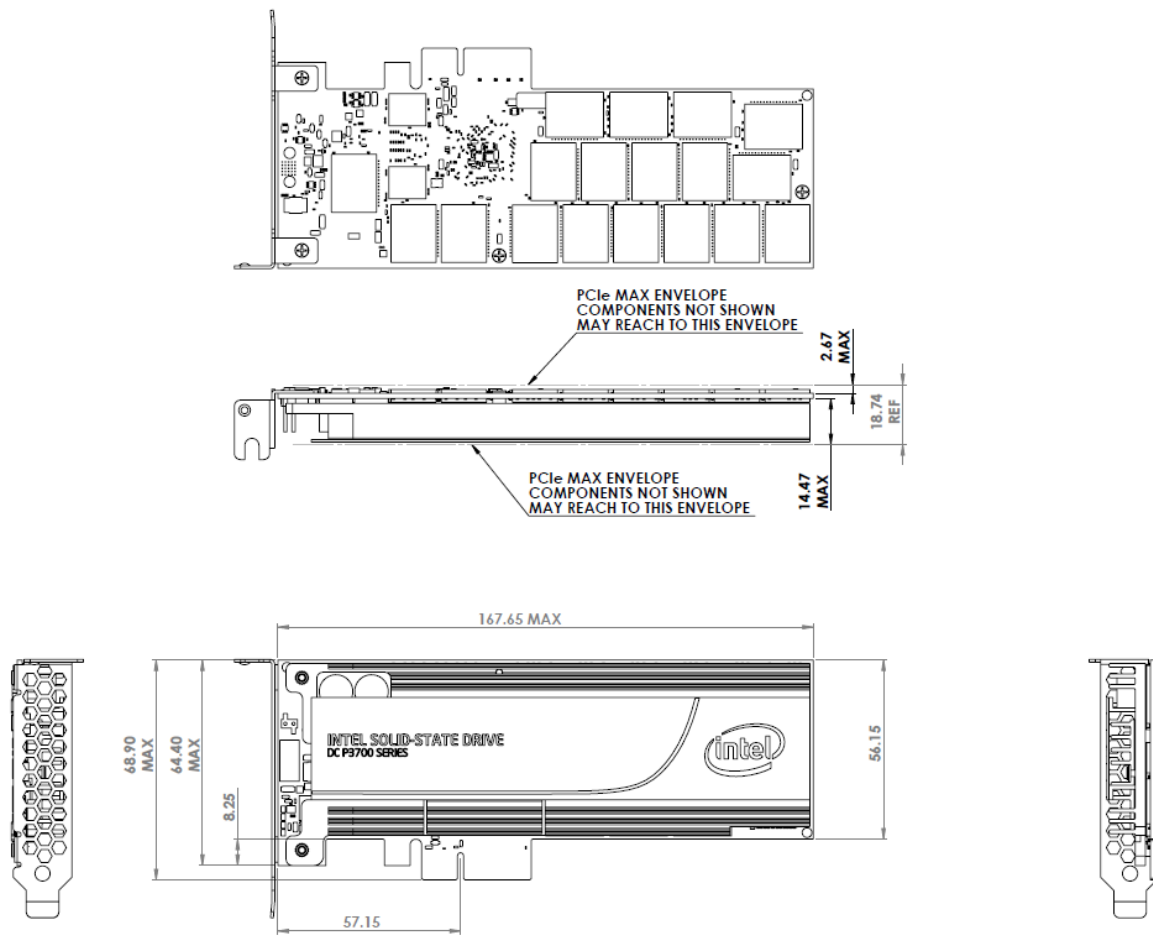 PCIe MAX ENVELOPE
COMPONENTS NOT SHOWN
MAY REACH TO THIS ENVELOPE
2.67
MAX
18.74
REF
14.47
MAX
PCIe MAX ENVELOPE
COMPONENTS NOT SHOWN
MAY REACH TO THIS ENVELOPE
167.65 MAX
68.90
MAX
64.40
MAX
8.25
INTEL SOLID-STATE DRIVE
DC P3700 SERIES
intel
56.15
57.15